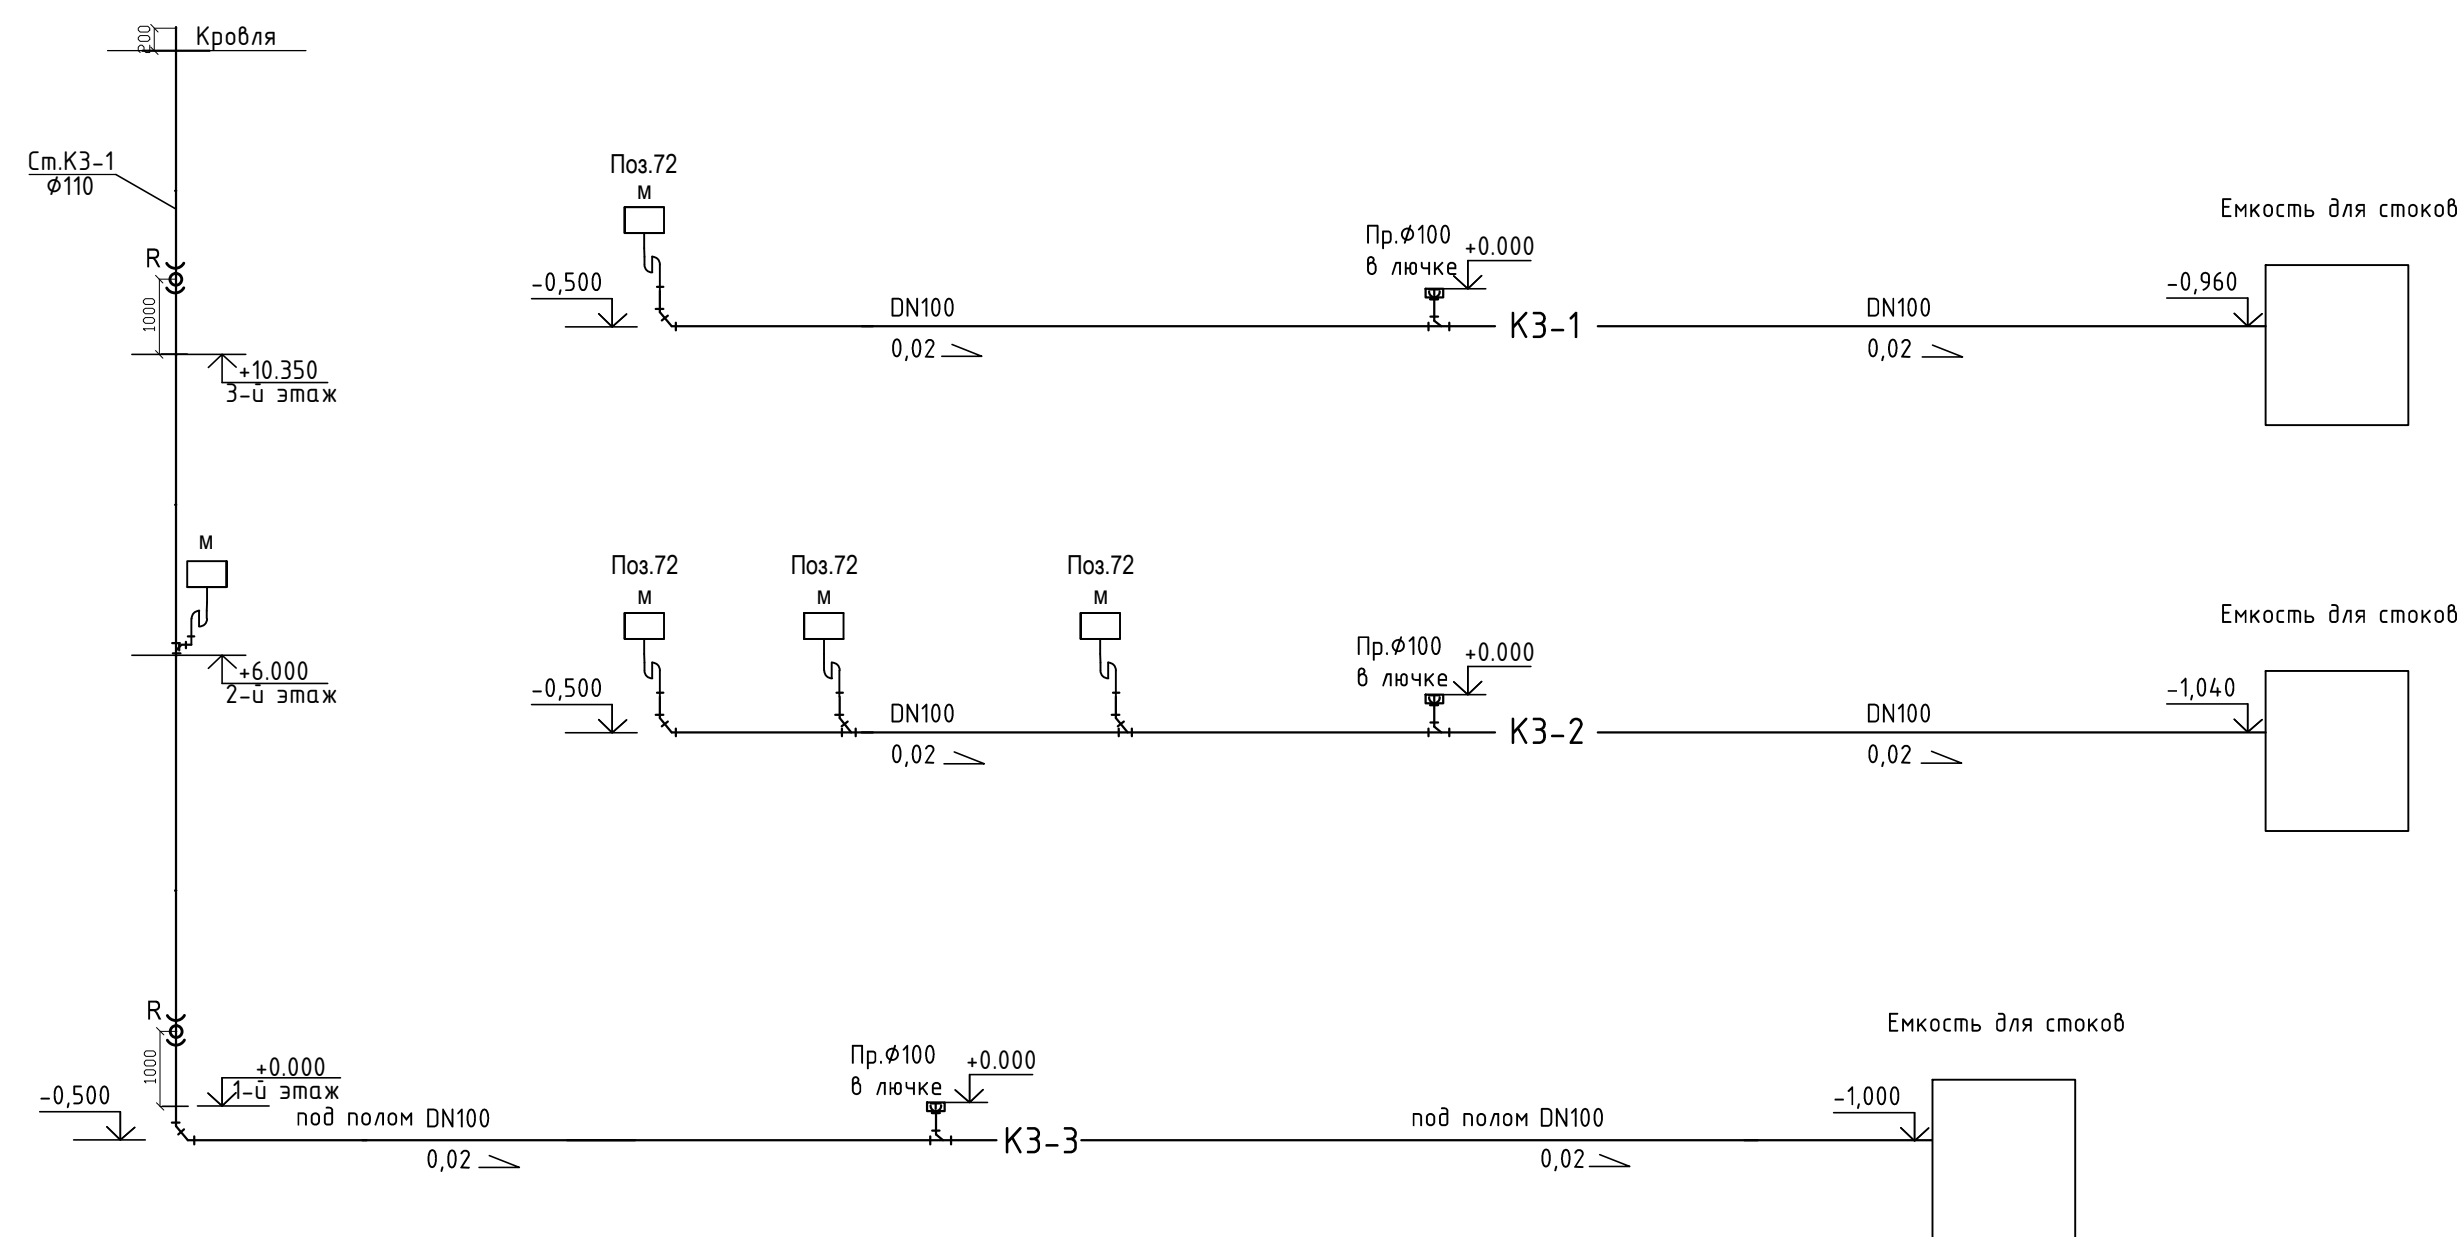 200
Кровля
Ст.К3-1
Ø110
R
1000
+10.350
3-й этаж
м
+6.000
2-й этаж
R
1000
+0.000
1-й этаж
-0,500
под полом DN100
0,02
Пр.Ø100
в лючке
+0.000
К3-3
под полом DN100
0,02
-1,000
Емкость для стоков
Поз.72
м
-0,500
DN100
0,02
Пр.Ø100
в лючке
+0.000
К3-1
DN100
0,02
-0,960
Емкость для стоков
Поз.72
м
Поз.72
м
Поз.72
м
-0,500
DN100
0,02
Пр.Ø100
в лючке
+0.000
К3-2
DN100
0,02
-1,040
Емкость для стоков